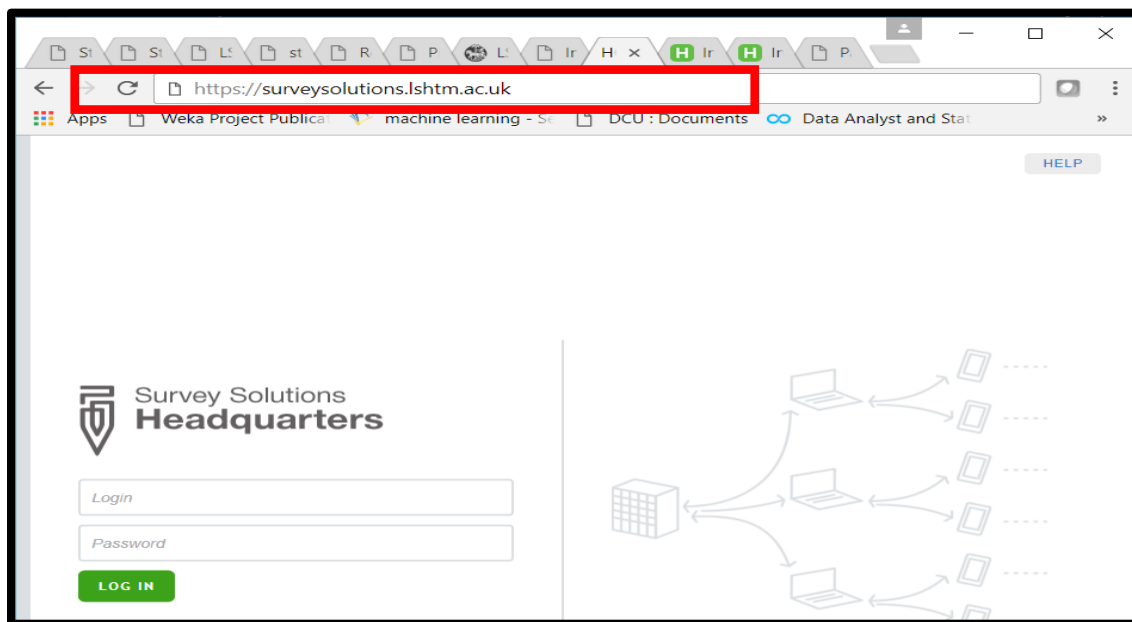 St St LS st R P LS Ir H Ir Ir P
https://surveysolutions.lshtm.ac.uk
Apps Weka Project Publicat machine learning - Se DCU : Documents Data Analyst and Stat »
HELP
Survey Solutions
Headquarters
Login
Password
LOG IN